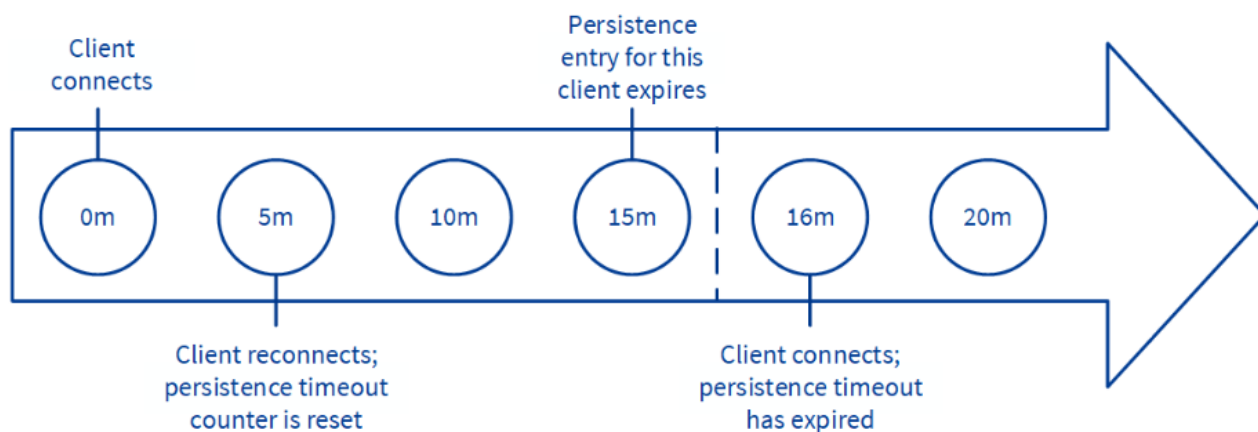 Client
connects
Persistence
entry for this
client expires
0m
5m
10m
15m
16m
20m
Client reconnects;
persistence timeout
counter is reset
Client connects;
persistence timeout
has expired